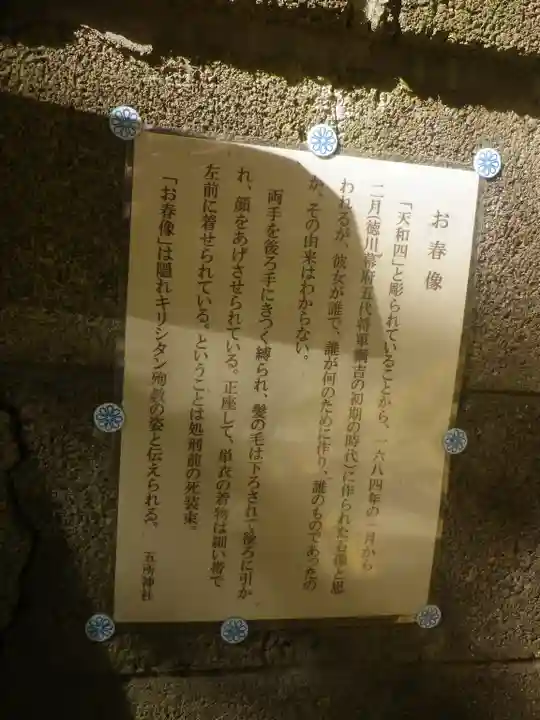 お春像
「天和四」と彫られていることから、一六八四年の一月から
二月(徳川幕府五代将軍綱吉の初期の時代)に作られた石像と思
われるが、彼女が誰で、誰が何のために作り、誰のものであったの
か、その由来はわからない。
両手を後ろ手にきつく縛られ、髪の毛は下ろされて後ろに引か
れ、顔をあげさせられている。正座して、単衣の着物は細い帯で
左前に着せられている。ということは処刑前の死装束。
「お春像」は隠れキリシタン殉教の姿と伝えられる。
五所神社